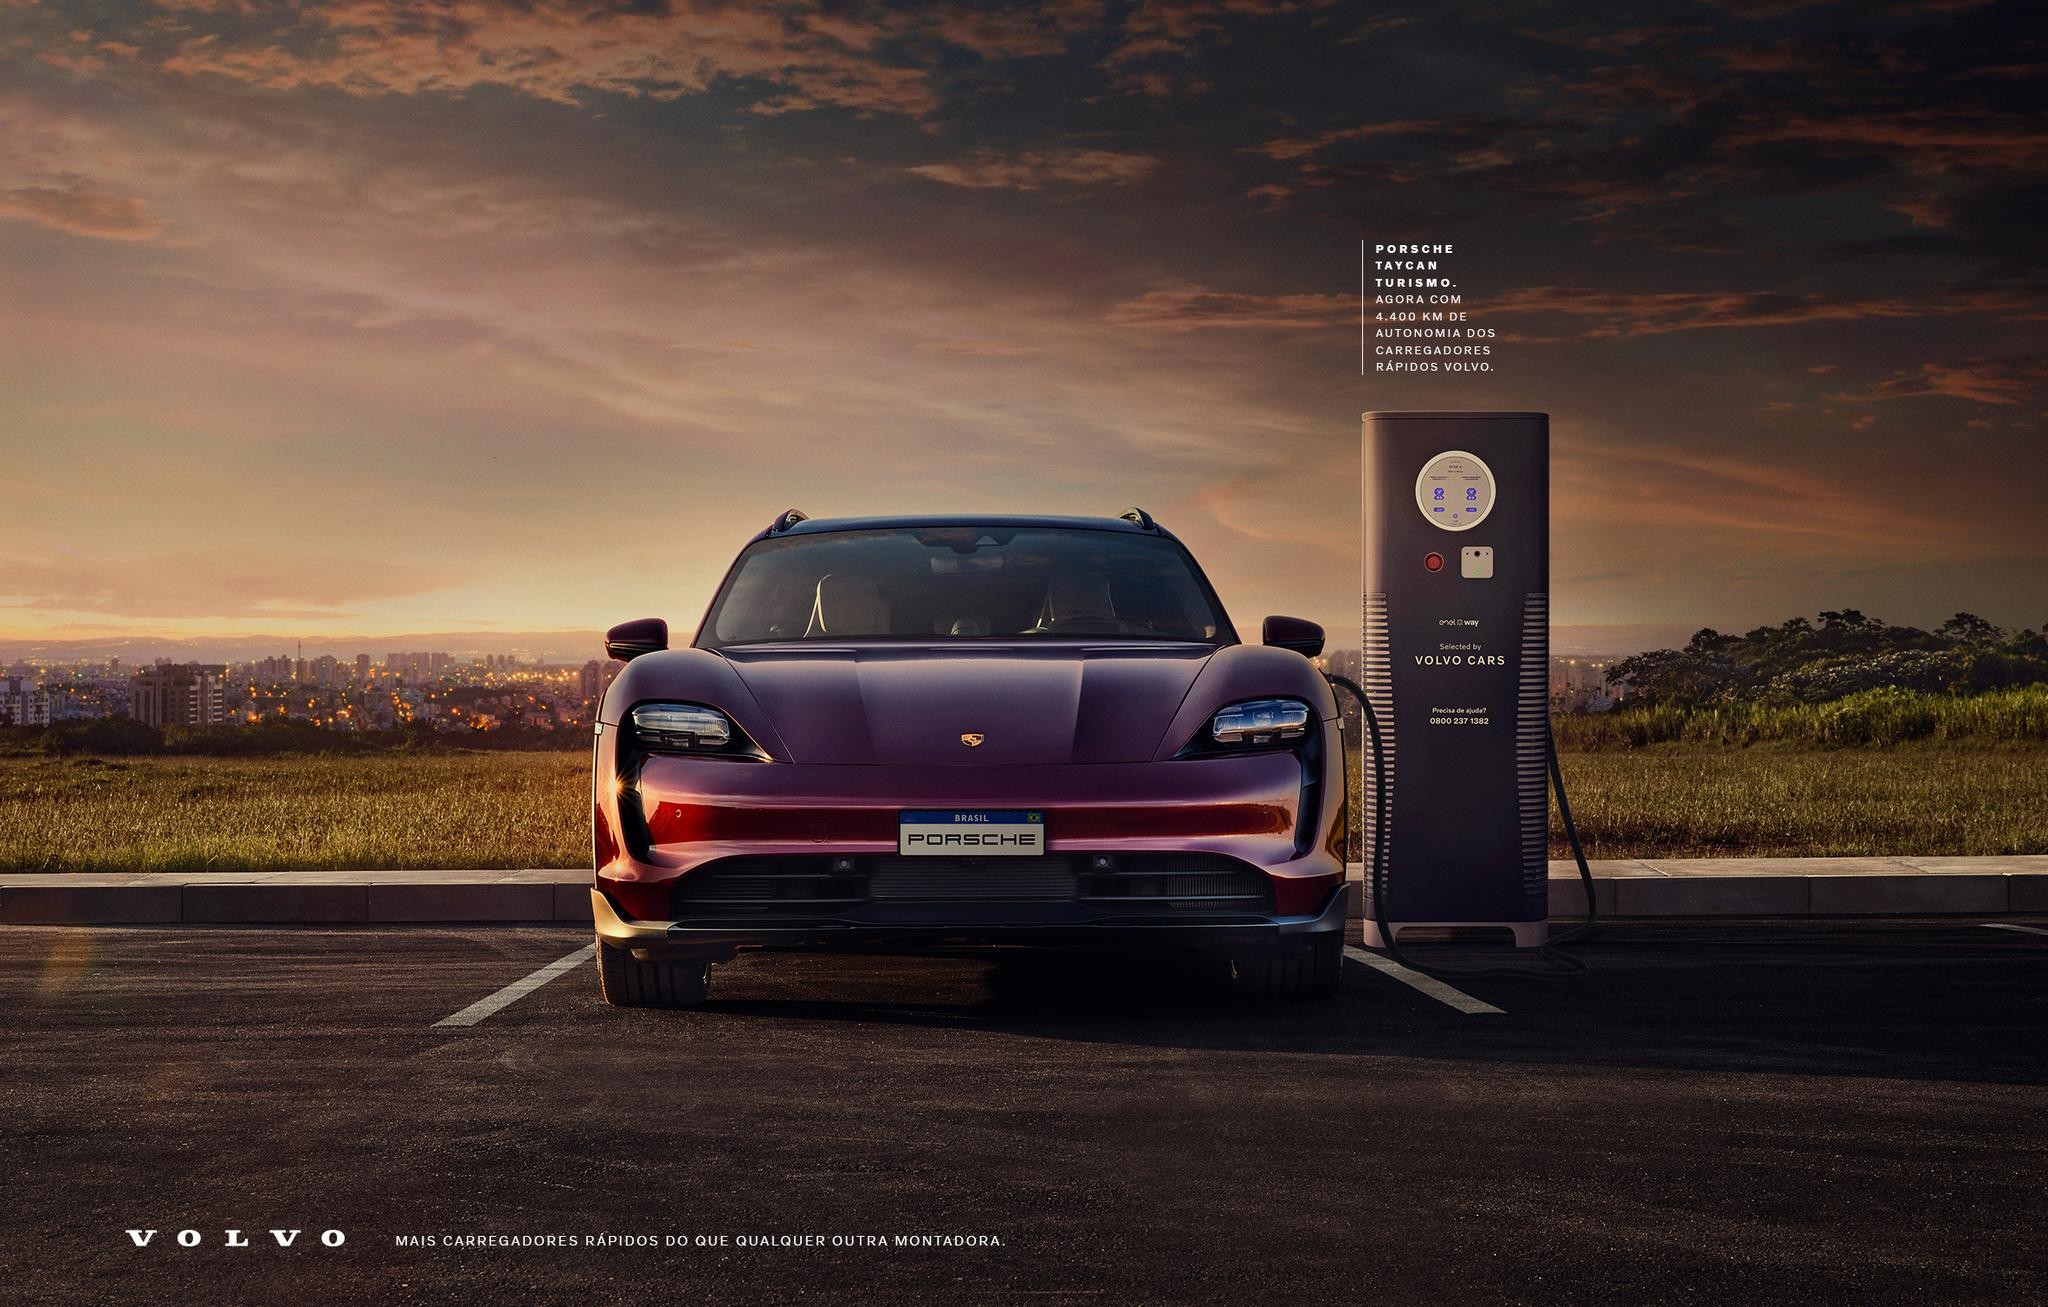 PORSCHE
TAYCAN
TURISMO.
AGORA COM
4.400 KM DE
AUTONOMIA DOS
CARREGADORES
RÁPIDOS VOLVO.
enel way
Selected by
VOLVO CARS
Precisa de ajuda?
0800 237 1382
BRASIL
PORSCHE
VOLVO MAIS CARREGADORES RÁPIDOS DO QUE QUALQUER OUTRA MONTADORA.